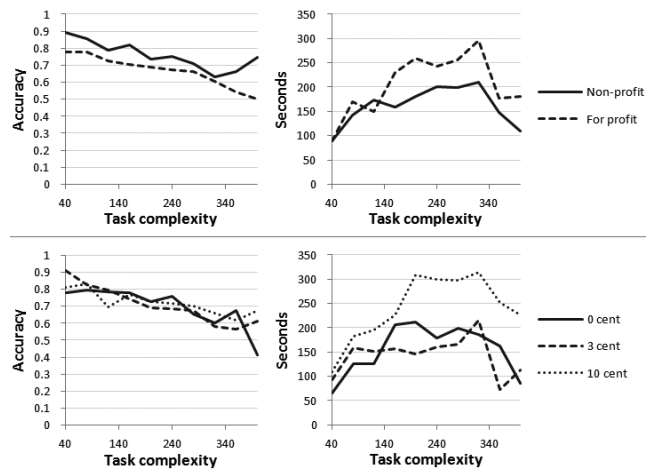 1
0.9
0.8
0.7
0.6
0.5
0.4
0.3
0.2
0.1
0
Accuracy
40 140 240 340
Task complexity
350
300
250
200
150
100
50
0
Seconds
40 140 240 340
Task complexity
Non-profit
For profit
1
0.9
0.8
0.7
0.6
0.5
0.4
0.3
0.2
0.1
0
Accuracy
40 140 240 340
Task complexity
350
300
250
200
150
100
50
0
Seconds
40 140 240 340
Task complexity
0 cent
3 cent
10 cent